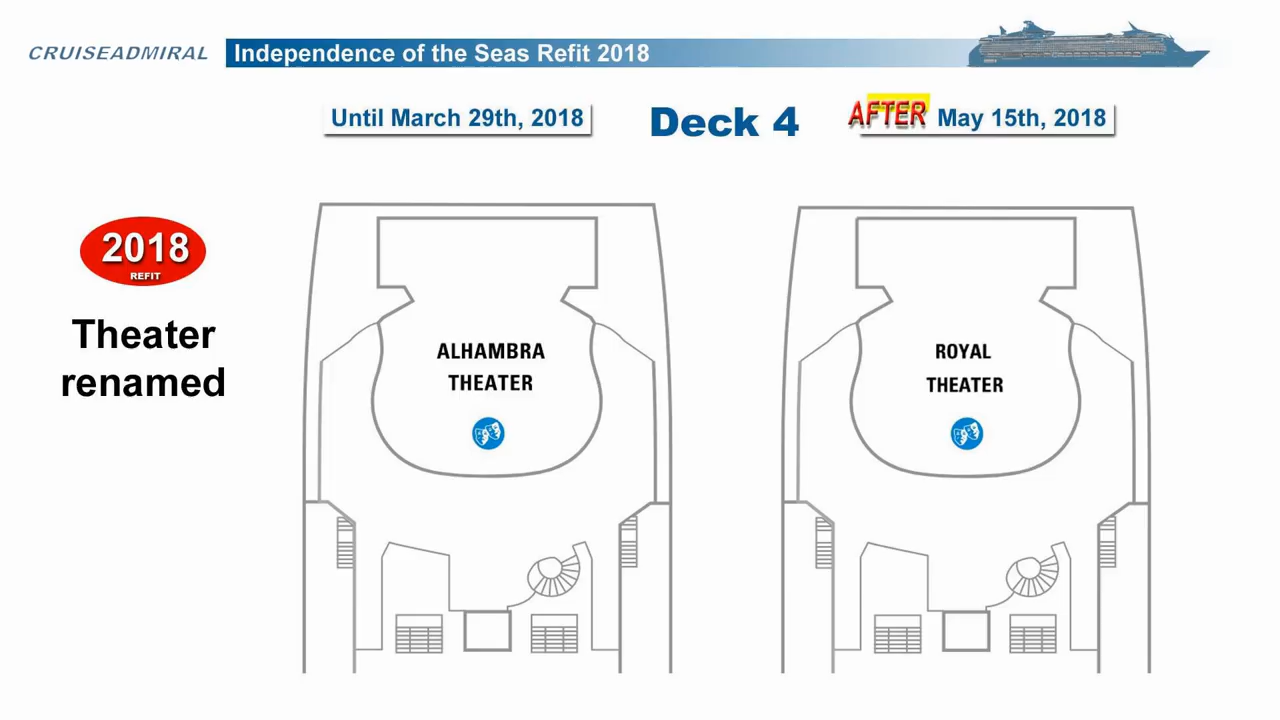 CRUISEADMIRAL
Independence of the Seas Refit 2018
Until March 29th, 2018
Deck 4
AFTER May 15th, 2018
2018
REFIT
Theater
renamed
ALHAMBRA
THEATER
ROYAL
THEATER